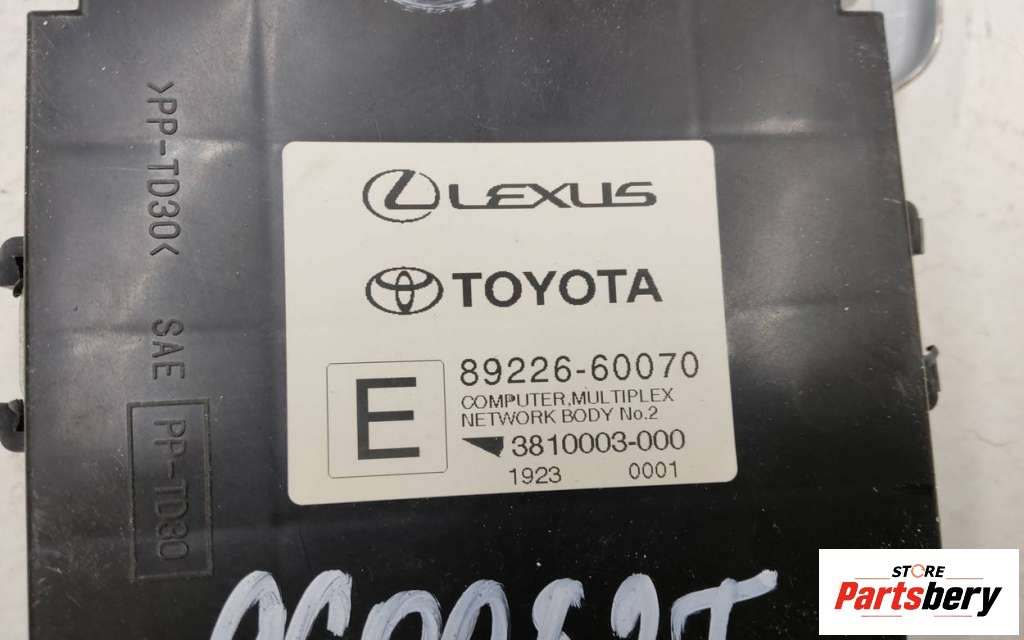 >PP-TD30< SAE PP-TD30
LEXUS
TOYOTA
E
89226-60070
COMPUTER,MULTIPLEX
NETWORK BODY No.2
3810003-000
1923 0001
STORE
Partsbery